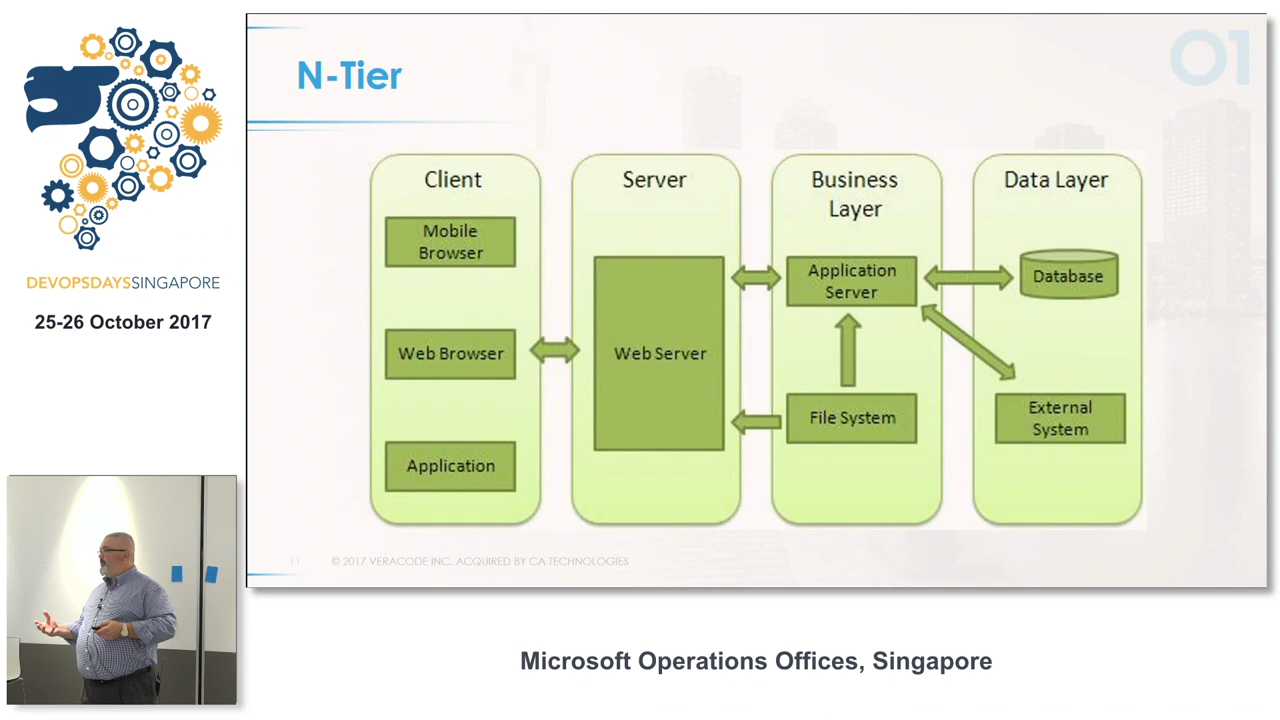 DEVOPSDAYSSINGAPORE
25-26 October 2017
N-Tier
01
Client
Mobile
Browser
Web Browser
Application
Server
Web Server
Business
Layer
Application
Server
File System
Data Layer
Database
External
System
11
© 2017 VERACODE INC. ACQUIRED BY CA TECHNOLOGIES
Microsoft Operations Offices, Singapore